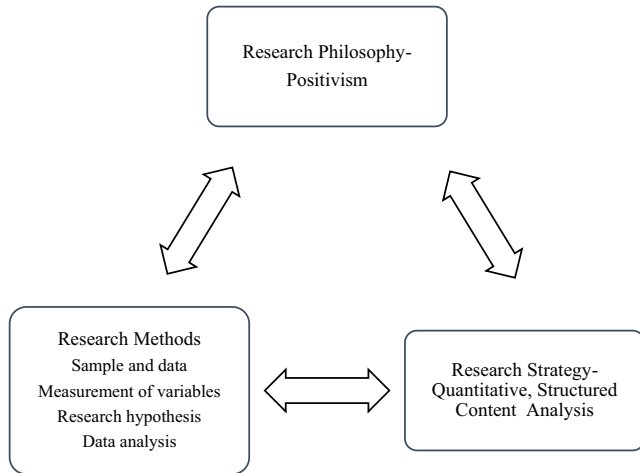 Research Philosophy-
Positivism
Research Methods
Sample and data
Measurement of variables
Research hypothesis
Data analysis
Research Strategy-
Quantitative, Structured
Content Analysis